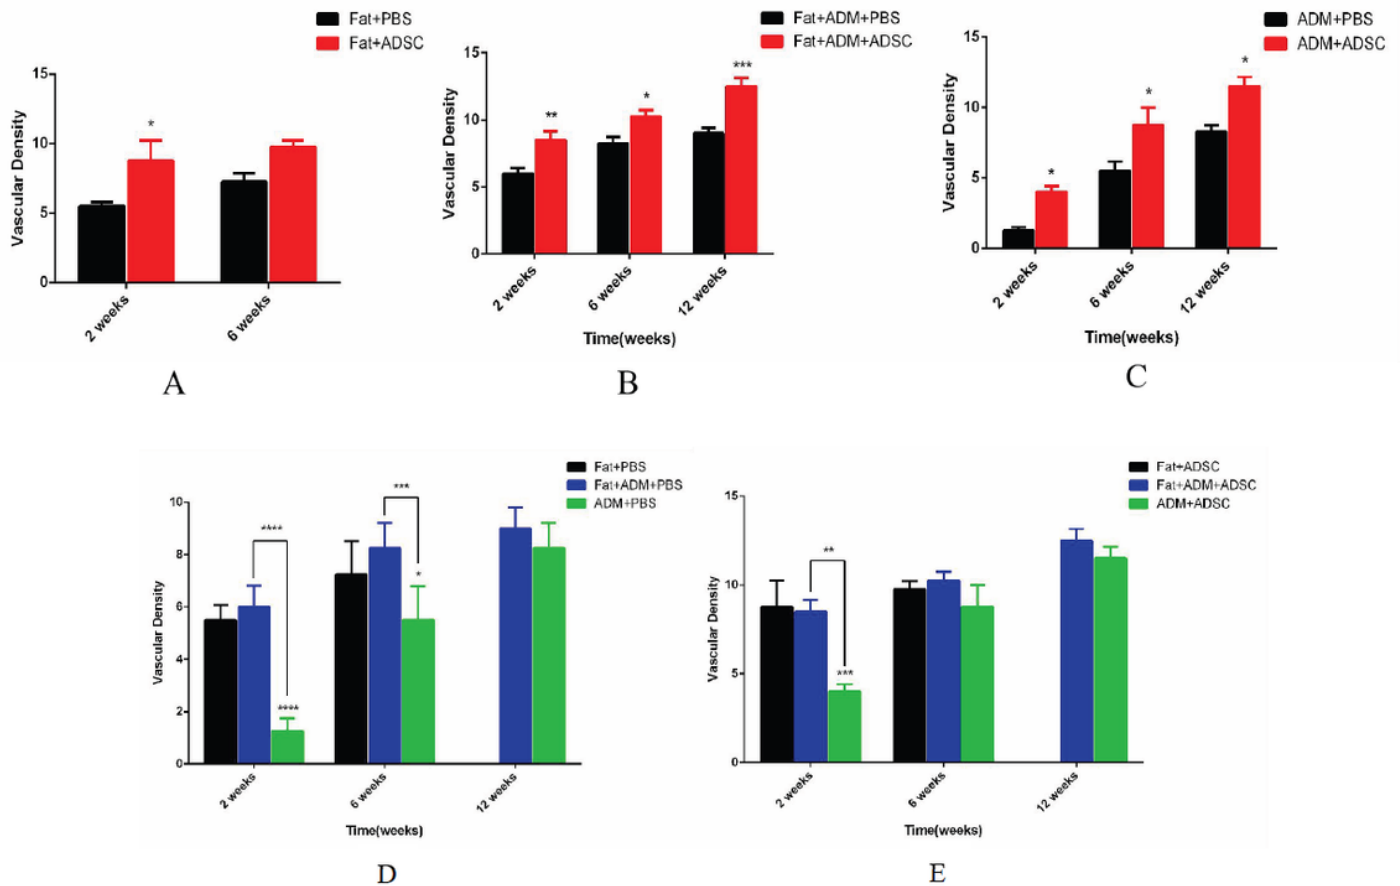 Fat+PBS
Fat+ADSC
15
10
5
0
Vascular Density
*
2 weeks
6 weeks
A
Fat+ADM+PBS
Fat+ADM+ADSC
15
10
5
0
Vascular Density
**
*
***
2 weeks
6 weeks
12 weeks
Time(weeks)
B
ADM+PBS
ADM+ADSC
15
10
5
0
Vascular Density
*
*
*
2 weeks
6 weeks
12 weeks
Time(weeks)
C
Fat+PBS
Fat+ADM+PBS
ADM+PBS
10
8
6
4
2
0
Vascular Density
****
****
***
*
2 weeks
6 weeks
12 weeks
Time(weeks)
D
Fat+ADSC
Fat+ADM+ADSC
ADM+ADSC
15
10
5
0
Vascular Density
**
***
2 weeks
6 weeks
12 weeks
Time(weeks)
E